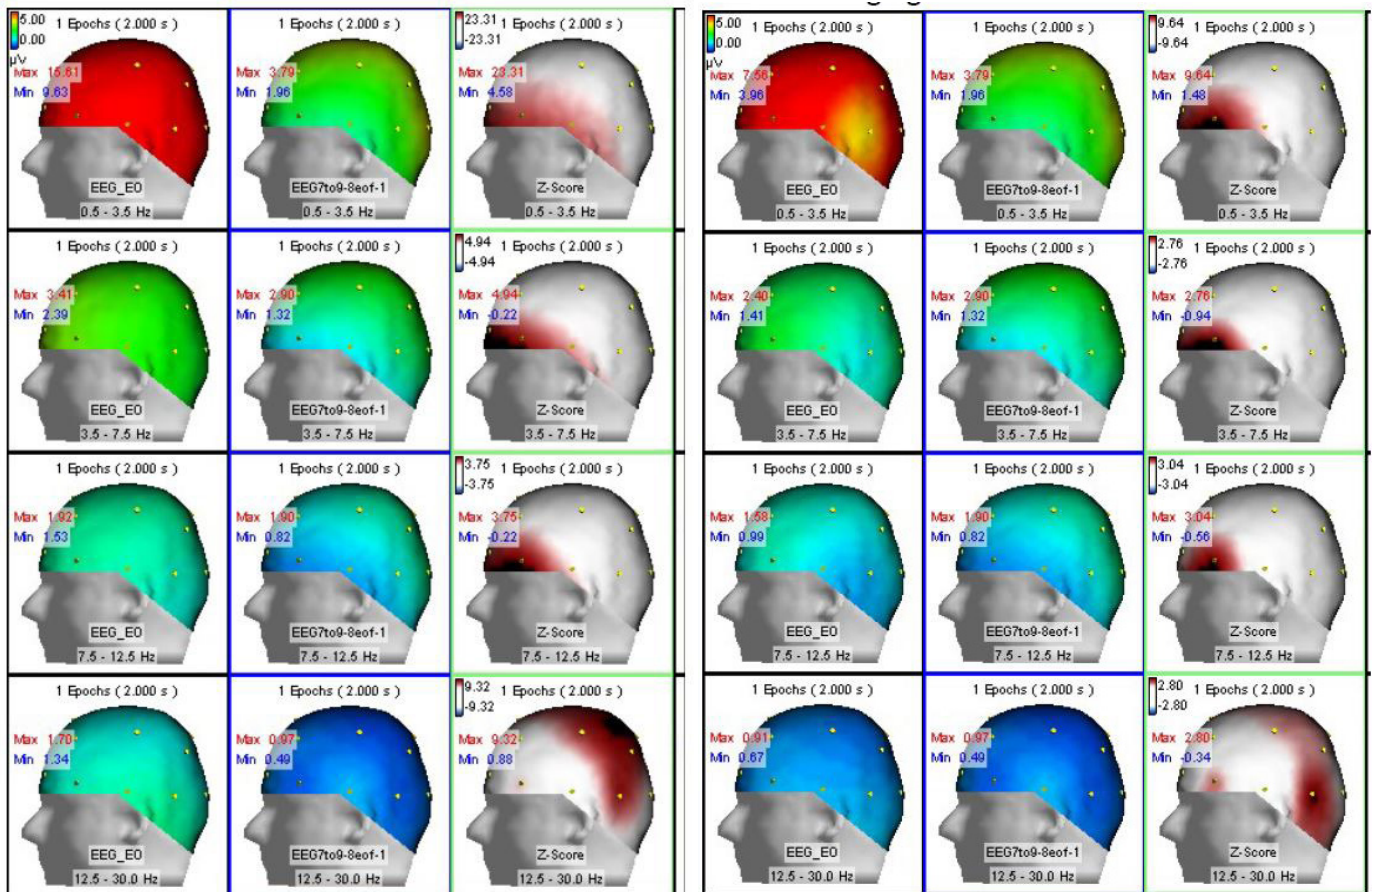 5.00
0.00
µV
1 Epochs ( 2.000 s )
Max 15.61
Min 9.63
EEG_EO
0.5 - 3.5 Hz
1 Epochs ( 2.000 s )
Max 3.79
Min 1.96
EEG7to9-8eof-1
0.5 - 3.5 Hz
23.31
-23.31
1 Epochs ( 2.000 s )
Max 23.31
Min 4.58
Z-Score
0.5 - 3.5 Hz
5.00
0.00
µV
1 Epochs ( 2.000 s )
Max 7.56
Min 3.96
EEG_EO
0.5 - 3.5 Hz
1 Epochs ( 2.000 s )
Max 3.79
Min 1.96
EEG7to9-8eof-1
0.5 - 3.5 Hz
9.64
-9.64
1 Epochs ( 2.000 s )
Max 9.64
Min 1.48
Z-Score
0.5 - 3.5 Hz
1 Epochs ( 2.000 s )
Max 3.41
Min 2.39
EEG_EO
3.5 - 7.5 Hz
1 Epochs ( 2.000 s )
Max 2.90
Min 1.32
EEG7to9-8eof-1
3.5 - 7.5 Hz
4.94
-4.94
1 Epochs ( 2.000 s )
Max 4.94
Min -0.22
Z-Score
3.5 - 7.5 Hz
1 Epochs ( 2.000 s )
Max 2.40
Min 1.41
EEG_EO
3.5 - 7.5 Hz
1 Epochs ( 2.000 s )
Max 2.90
Min 1.32
EEG7to9-8eof-1
3.5 - 7.5 Hz
2.76
-2.76
1 Epochs ( 2.000 s )
Max 2.76
Min -0.94
Z-Score
3.5 - 7.5 Hz
1 Epochs ( 2.000 s )
Max 1.92
Min 1.53
EEG_EO
7.5 - 12.5 Hz
1 Epochs ( 2.000 s )
Max 1.90
Min 0.82
EEG7to9-8eof-1
7.5 - 12.5 Hz
3.75
-3.75
1 Epochs ( 2.000 s )
Max 3.75
Min -0.22
Z-Score
7.5 - 12.5 Hz
1 Epochs ( 2.000 s )
Max 1.58
Min 0.99
EEG_EO
7.5 - 12.5 Hz
1 Epochs ( 2.000 s )
Max 1.90
Min 0.82
EEG7to9-8eof-1
7.5 - 12.5 Hz
3.04
-3.04
1 Epochs ( 2.000 s )
Max 3.04
Min -0.56
Z-Score
7.5 - 12.5 Hz
1 Epochs ( 2.000 s )
Max 1.70
Min 1.34
EEG_EO
12.5 - 30.0 Hz
1 Epochs ( 2.000 s )
Max 0.97
Min 0.49
EEG7to9-8eof-1
12.5 - 30.0 Hz
9.32
-9.32
1 Epochs ( 2.000 s )
Max 9.32
Min 0.88
Z-Score
12.5 - 30.0 Hz
1 Epochs ( 2.000 s )
Max 0.91
Min 0.67
EEG_EO
12.5 - 30.0 Hz
1 Epochs ( 2.000 s )
Max 0.97
Min 0.49
EEG7to9-8eof-1
12.5 - 30.0 Hz
2.80
-2.80
1 Epochs ( 2.000 s )
Max 2.80
Min -0.34
Z-Score
12.5 - 30.0 Hz